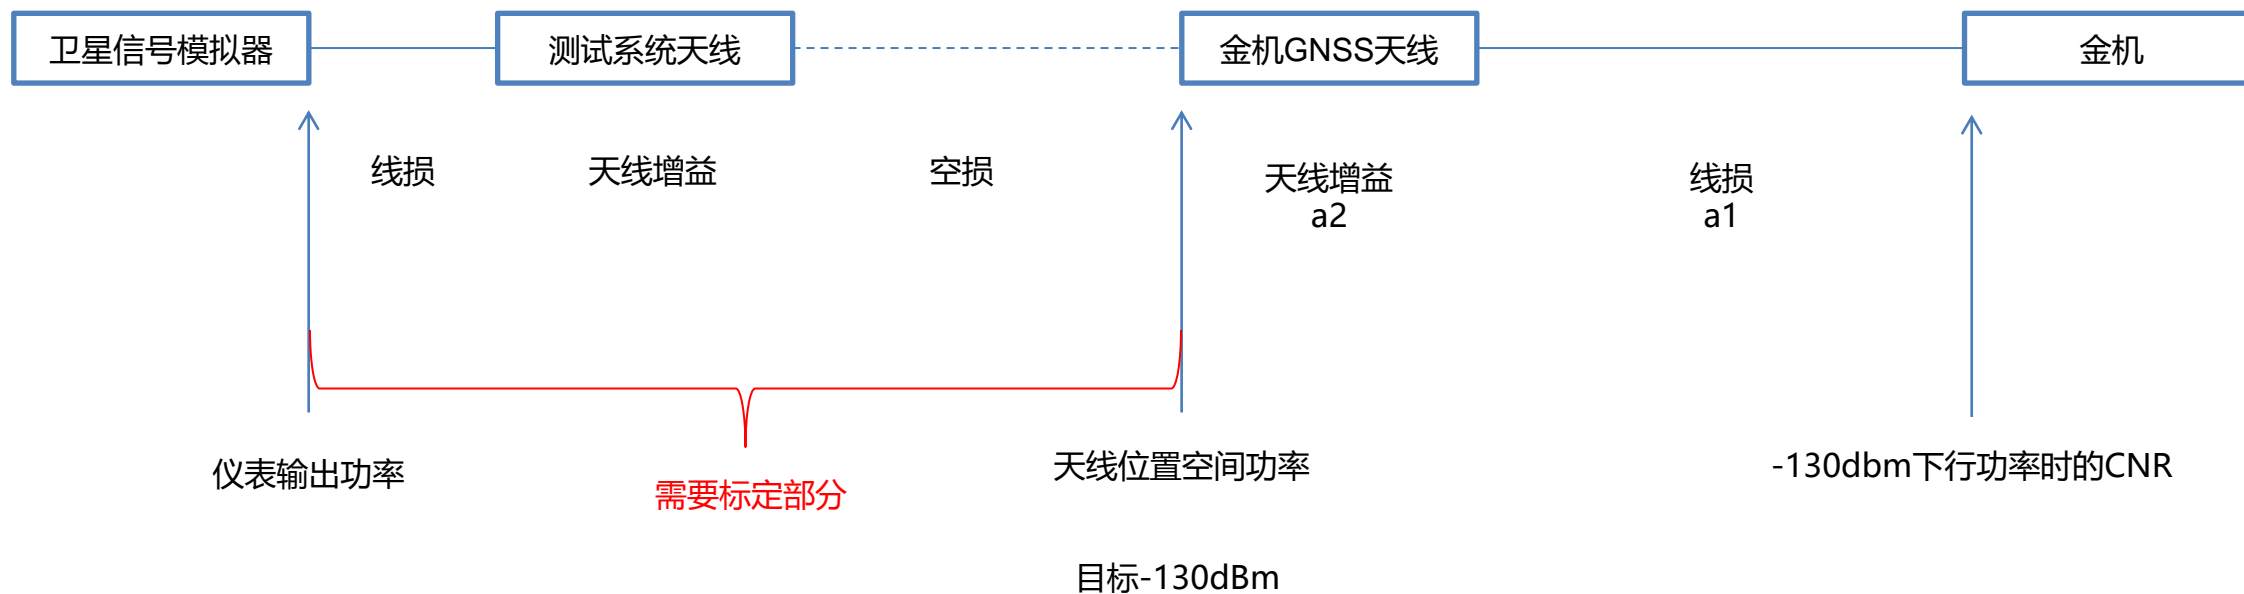 卫星信号模拟器
测试系统天线
金机GNSS天线
金机
线损
天线增益
空损
天线增益
a2
线损
a1
仪表输出功率
需要标定部分
天线位置空间功率
-130dbm下行功率时的CNR
目标-130dBm